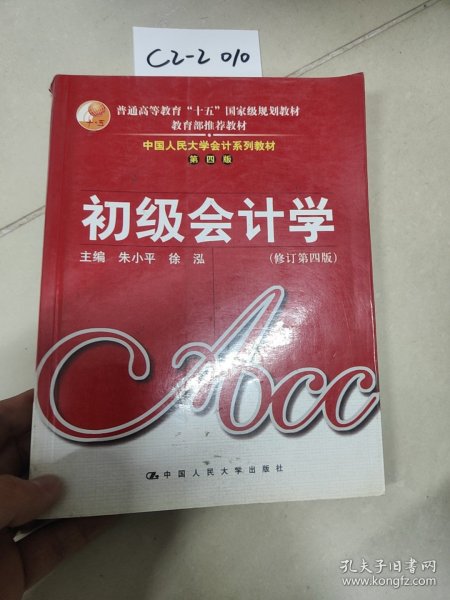 C2-2 010
普通高等教育“十五”国家级规划教材
教育部推荐教材
中国人民大学会计系列教材
第四版
初级会计学
主编 朱小平 徐泓
(修订第四版)
Acc
中国人民大学出版社
孔夫子旧书网
www.kongfz.com